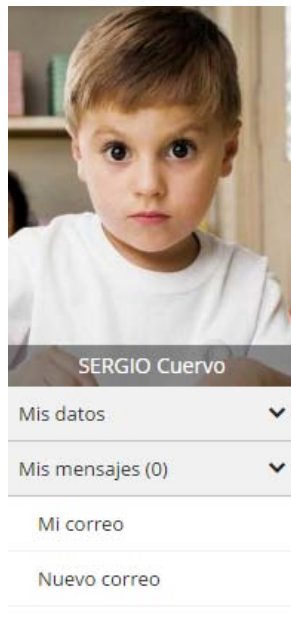 SERGIO Cuervo
Mis datos
Mis mensajes (0)
Mi correo
Nuevo correo